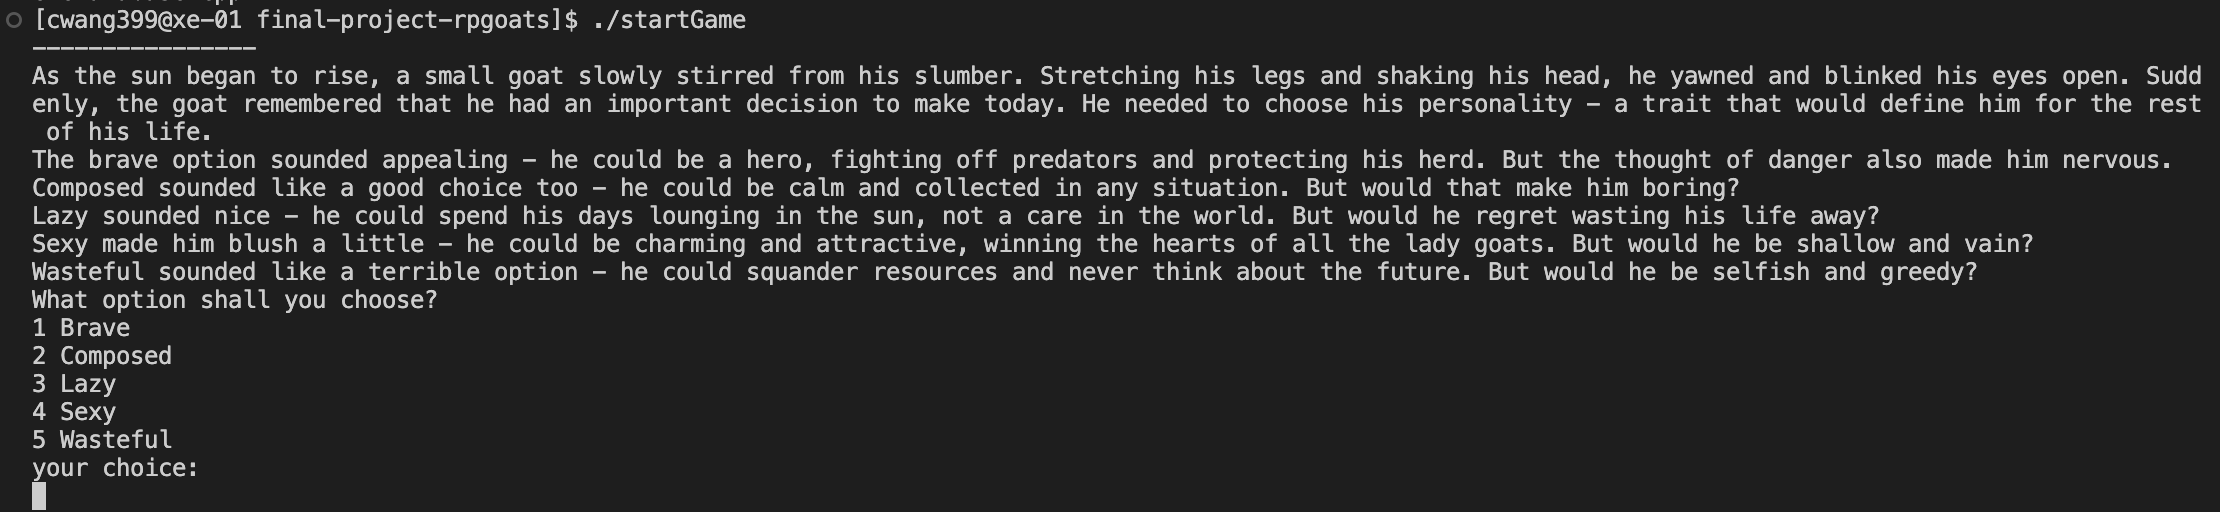 [cwang399@xe-01 final-project-rpgoats]$ ./startGame
----------------
As the sun began to rise, a small goat slowly stirred from his slumber. Stretching his legs and shaking his head, he yawned and blinked his eyes open. Sudd
enly, the goat remembered that he had an important decision to make today. He needed to choose his personality - a trait that would define him for the rest
 of his life.
The brave option sounded appealing - he could be a hero, fighting off predators and protecting his herd. But the thought of danger also made him nervous.
Composed sounded like a good choice too - he could be calm and collected in any situation. But would that make him boring?
Lazy sounded nice - he could spend his days lounging in the sun, not a care in the world. But would he regret wasting his life away?
Sexy made him blush a little - he could be charming and attractive, winning the hearts of all the lady goats. But would he be shallow and vain?
Wasteful sounded like a terrible option - he could squander resources and never think about the future. But would he be selfish and greedy?
What option shall you choose?
1 Brave
2 Composed
3 Lazy
4 Sexy
5 Wasteful
your choice: